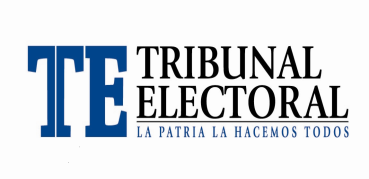 TE TRIBUNAL
ELECTORAL
LA PATRIA LA HACEMOS TODOS